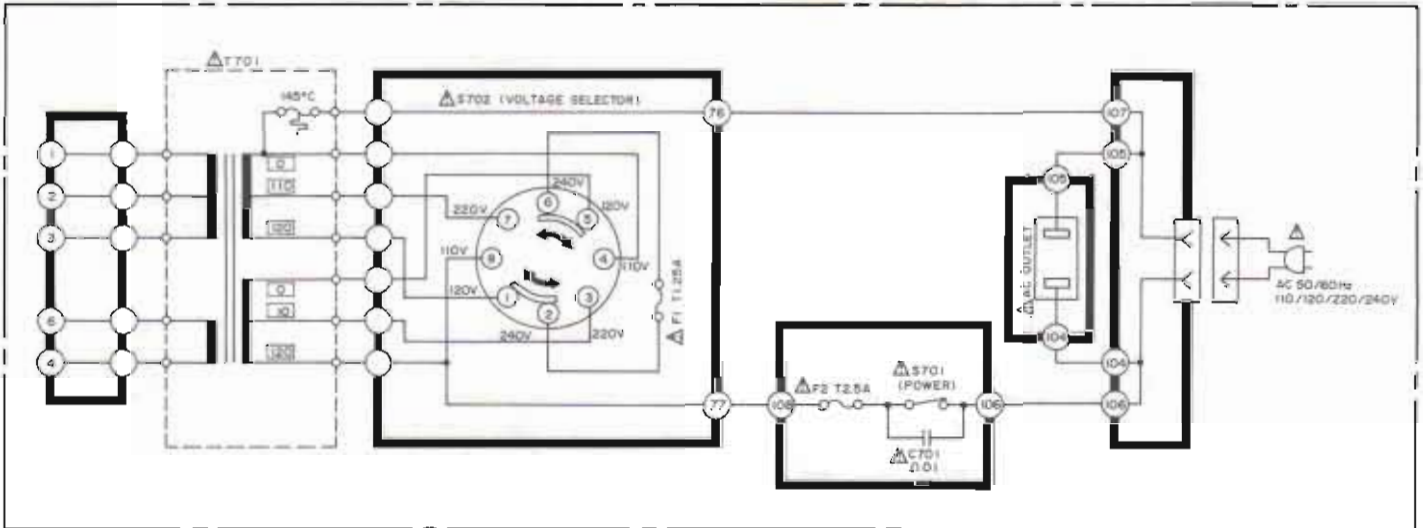 ⚠T701
145°C
⚠S702 (VOLTAGE SELECTOR)
76
107
1
105
0
105
2
110
240V
6
120V
5
220V
7
3
120
110V
8
4
110V
⚠AC OUTLET
⚠
AC 50/60Hz
110/120/220/240V
0
120V
1
3
2
⚠F1 T1.25A
6
10
240V
220V
104
4
120
104
⚠F2 T2.5A
⚠S701
(POWER)
77
108
106
106
⚠C701
0.01